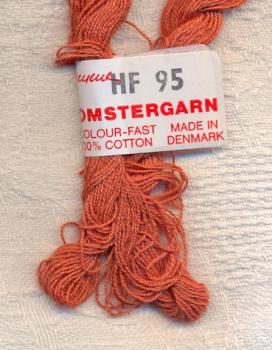 HF 95
OMSTERGARN
COLOUR-FAST MADE IN
00% COTTON DENMARK